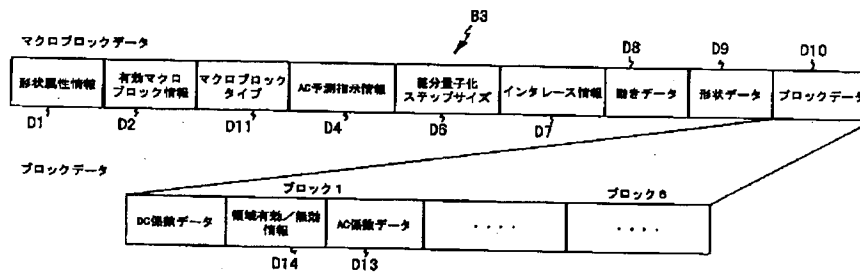 B3
マクロブロックデータ
D8 D9 D10
形状属性情報 有効マクロ マクロブロック AC予測指示情報 差分量子化 インタレース情報 動きデータ 形状データ ブロックデータ
ブロック情報 タイプ ステップサイズ
D1 D2 D11 D4 D6 D7
ブロックデータ
ブロック1 ブロック6
DC係数データ 領域有効/無効 AC係数データ ････ ････
情報
D14 D13